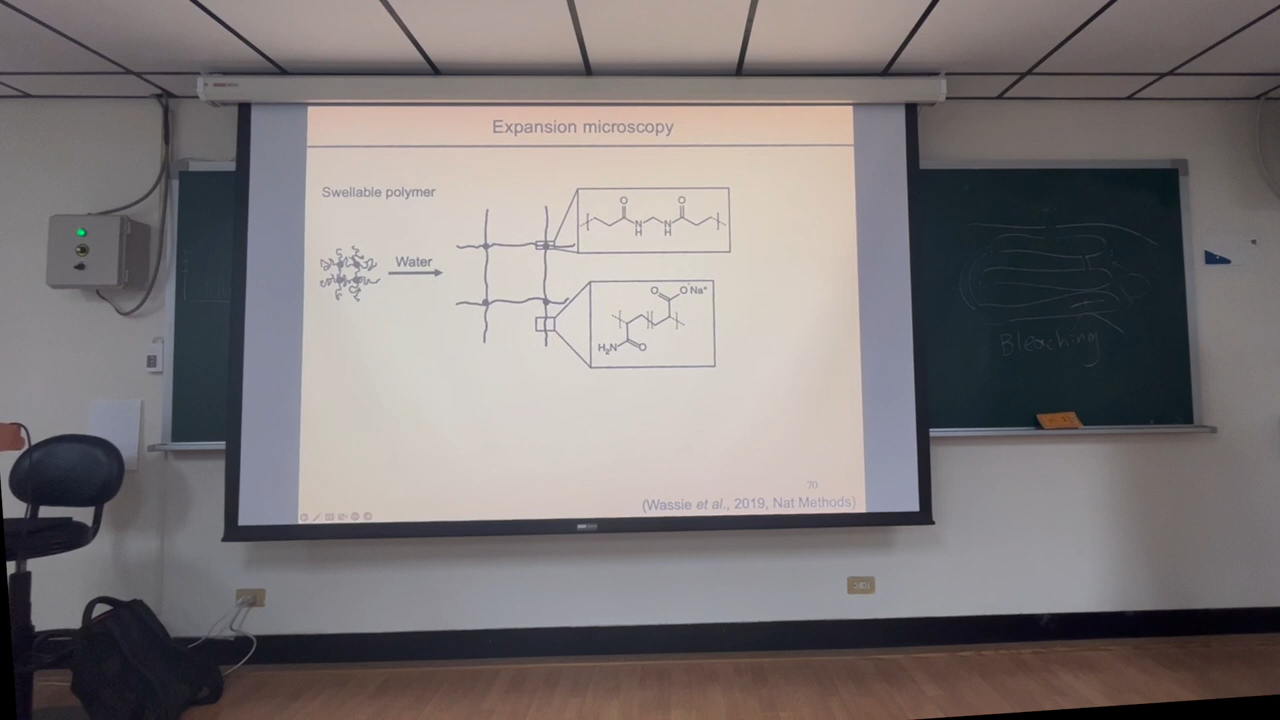 Expansion microscopy
Swellable polymer
Water
O
O
N
H
N
H
O
O⁻Na⁺
H₂N
O
70
(Wassie et al., 2019, Nat Methods)
Bleaching